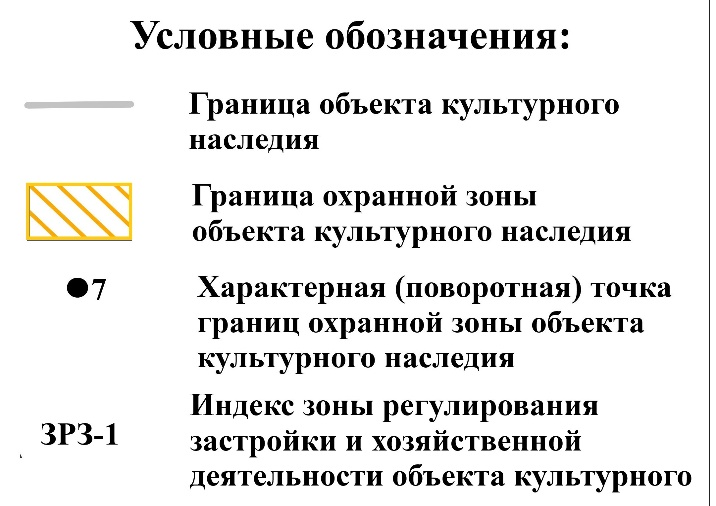 Условные обозначения:
Граница объекта культурного
наследия
Граница охранной зоны
объекта культурного наследия
7
Характерная (поворотная) точка
границ охранной зоны объекта
культурного наследия
ЗРЗ-1
Индекс зоны регулирования
застройки и хозяйственной
деятельности объекта культурного